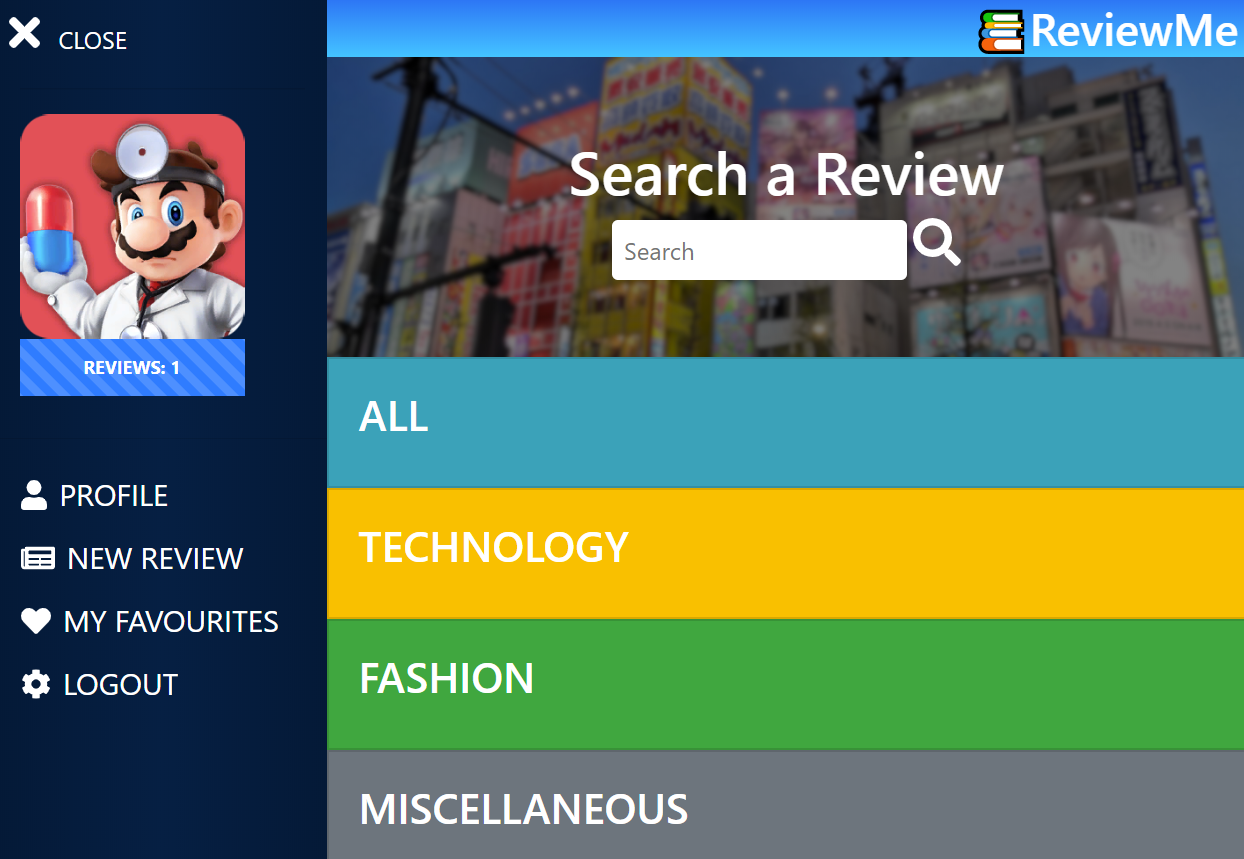 CLOSE
REVIEWS: 1
PROFILE
NEW REVIEW
MY FAVOURITES
LOGOUT
ReviewMe
Search a Review
Search
ALL
TECHNOLOGY
FASHION
MISCELLANEOUS